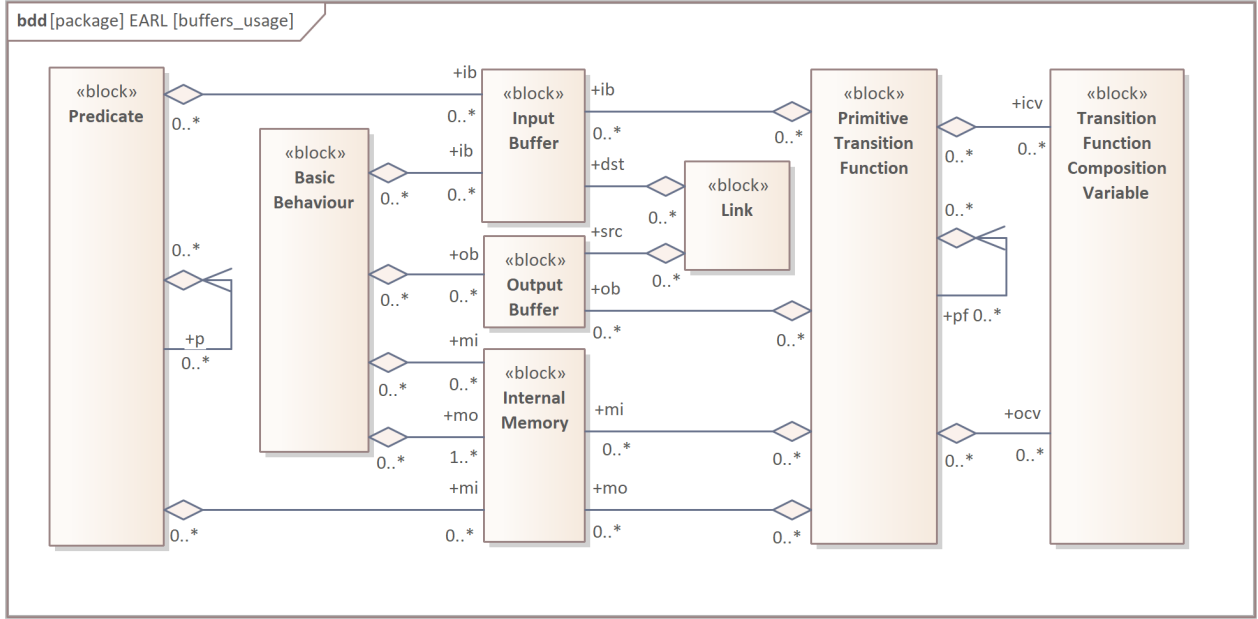 bdd [package] EARL [buffers_usage]
«block»
Predicate
0..*
+ib
0..*
0..*
+p
0..*
+mi
0..*
0..*
«block»
Basic
Behaviour
+ib
0..*
0..*
+ob
0..*
0..*
+mi
0..*
0..*
+mo
0..*
1..*
«block»
Input
Buffer
+ib
0..*
0..*
+dst
0..*
«block»
Output
Buffer
+src
0..*
+ob
0..*
0..*
«block»
Link
«block»
Internal
Memory
+mi
0..*
0..*
+mo
0..*
0..*
«block»
Primitive
Transition
Function
+icv
0..*
0..*
0..*
+pf 0..*
+ocv
0..*
0..*
«block»
Transition
Function
Composition
Variable